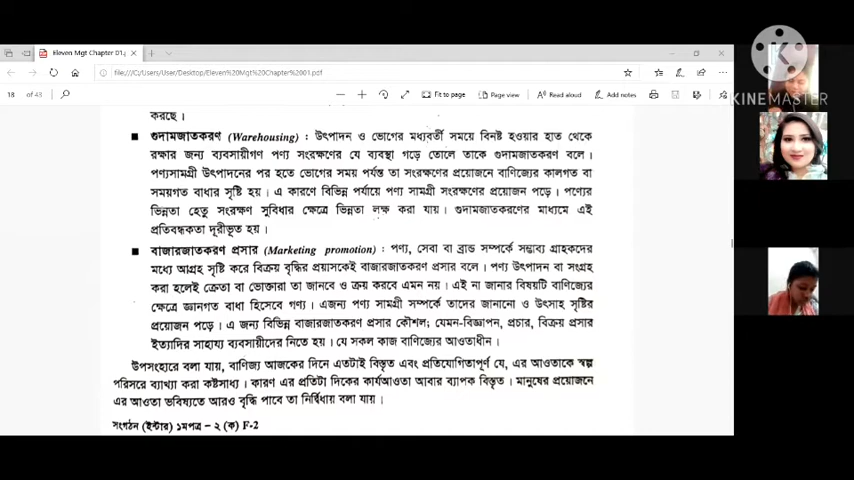 Eleven Mgt Chapter 01.
file:///C:/Users/User/Desktop/Eleven%20Mgt%20Chapter%2001.pdf
18 of 43
Fit to page
Page view
Read aloud
Add notes
KINEMASTER
করছে।
■ গুদামজাতকরণ (Warehousing) : উৎপাদন ও ভোগের মধ্যবর্তী সময়ে বিনষ্ট হওয়ার হাত থেকে
রক্ষার জন্য ব্যবসায়ীগণ পণ্য সংরক্ষণের যে ব্যবস্থা গড়ে তোলে তাকে গুদামজাতকরণ বলে।
পণ্যসামগ্রী উৎপাদনের পর হতে ভোগের সময় পর্যন্ত তা সংরক্ষণের প্রয়োজনে বাণিজ্যের কালগত বা
সময়গত বাধার সৃষ্টি হয়। এ কারণে বিভিন্ন পর্যায়ে পণ্য সামগ্রী সংরক্ষণের প্রয়োজন পড়ে। পণ্যের
ভিন্নতা হেতু সংরক্ষণ সুবিধার ক্ষেত্রে ভিন্নতা লক্ষ করা যায়। গুদামজাতকরণের মাধ্যমে এই
প্রতিবন্ধকতা দূরীভূত হয়।
■ বাজারজাতকরণ প্রসার (Marketing promotion) : পণ্য, সেবা বা ব্রান্ড সম্পর্কে সম্ভাব্য গ্রাহকদের
মধ্যে আগ্রহ সৃষ্টি করে বিক্রয় বৃদ্ধির প্রয়াসকেই বাজারজাতকরণ প্রসার বলে। পণ্য উৎপাদন বা সংগ্রহ
করা হলেই ক্রেতা বা ভোক্তারা তা জানবে ও ক্রয় করবে এমন নয়। এই না জানার বিষয়টি বাণিজ্যের
ক্ষেত্রে জ্ঞানগত বাধা হিসেবে গণ্য। এজন্য পণ্য সামগ্রী সম্পর্কে তাদের জানানো ও উৎসাহ সৃষ্টির
প্রয়োজন পড়ে। এ জন্য বিভিন্ন বাজারজাতকরণ প্রসার কৌশল; যেমন-বিজ্ঞাপন, প্রচার, বিক্রয় প্রসার
ইত্যাদির সাহায্য ব্যবসায়ীদের নিতে হয়। যে সকল কাজ বাণিজ্যের আওতাধীন।
উপসংহারে বলা যায়, বাণিজ্য আজকের দিনে এতটাই বিস্তৃত এবং প্রতিযোগিতাপূর্ণ যে, এর আওতাকে স্বল্প
পরিসরে ব্যাখ্যা করা কষ্টসাধ্য। কারণ এর প্রতিটা দিকের কার্যআওতা আবার ব্যাপক বিস্তৃত। মানুষের প্রয়োজনে
এর আওতা ভবিষ্যতে আরও বৃদ্ধি পাবে তা নির্দ্বিধায় বলা যায়।
সংগঠন (ইন্টার) ১মপত্র – ২ (ক) F-2